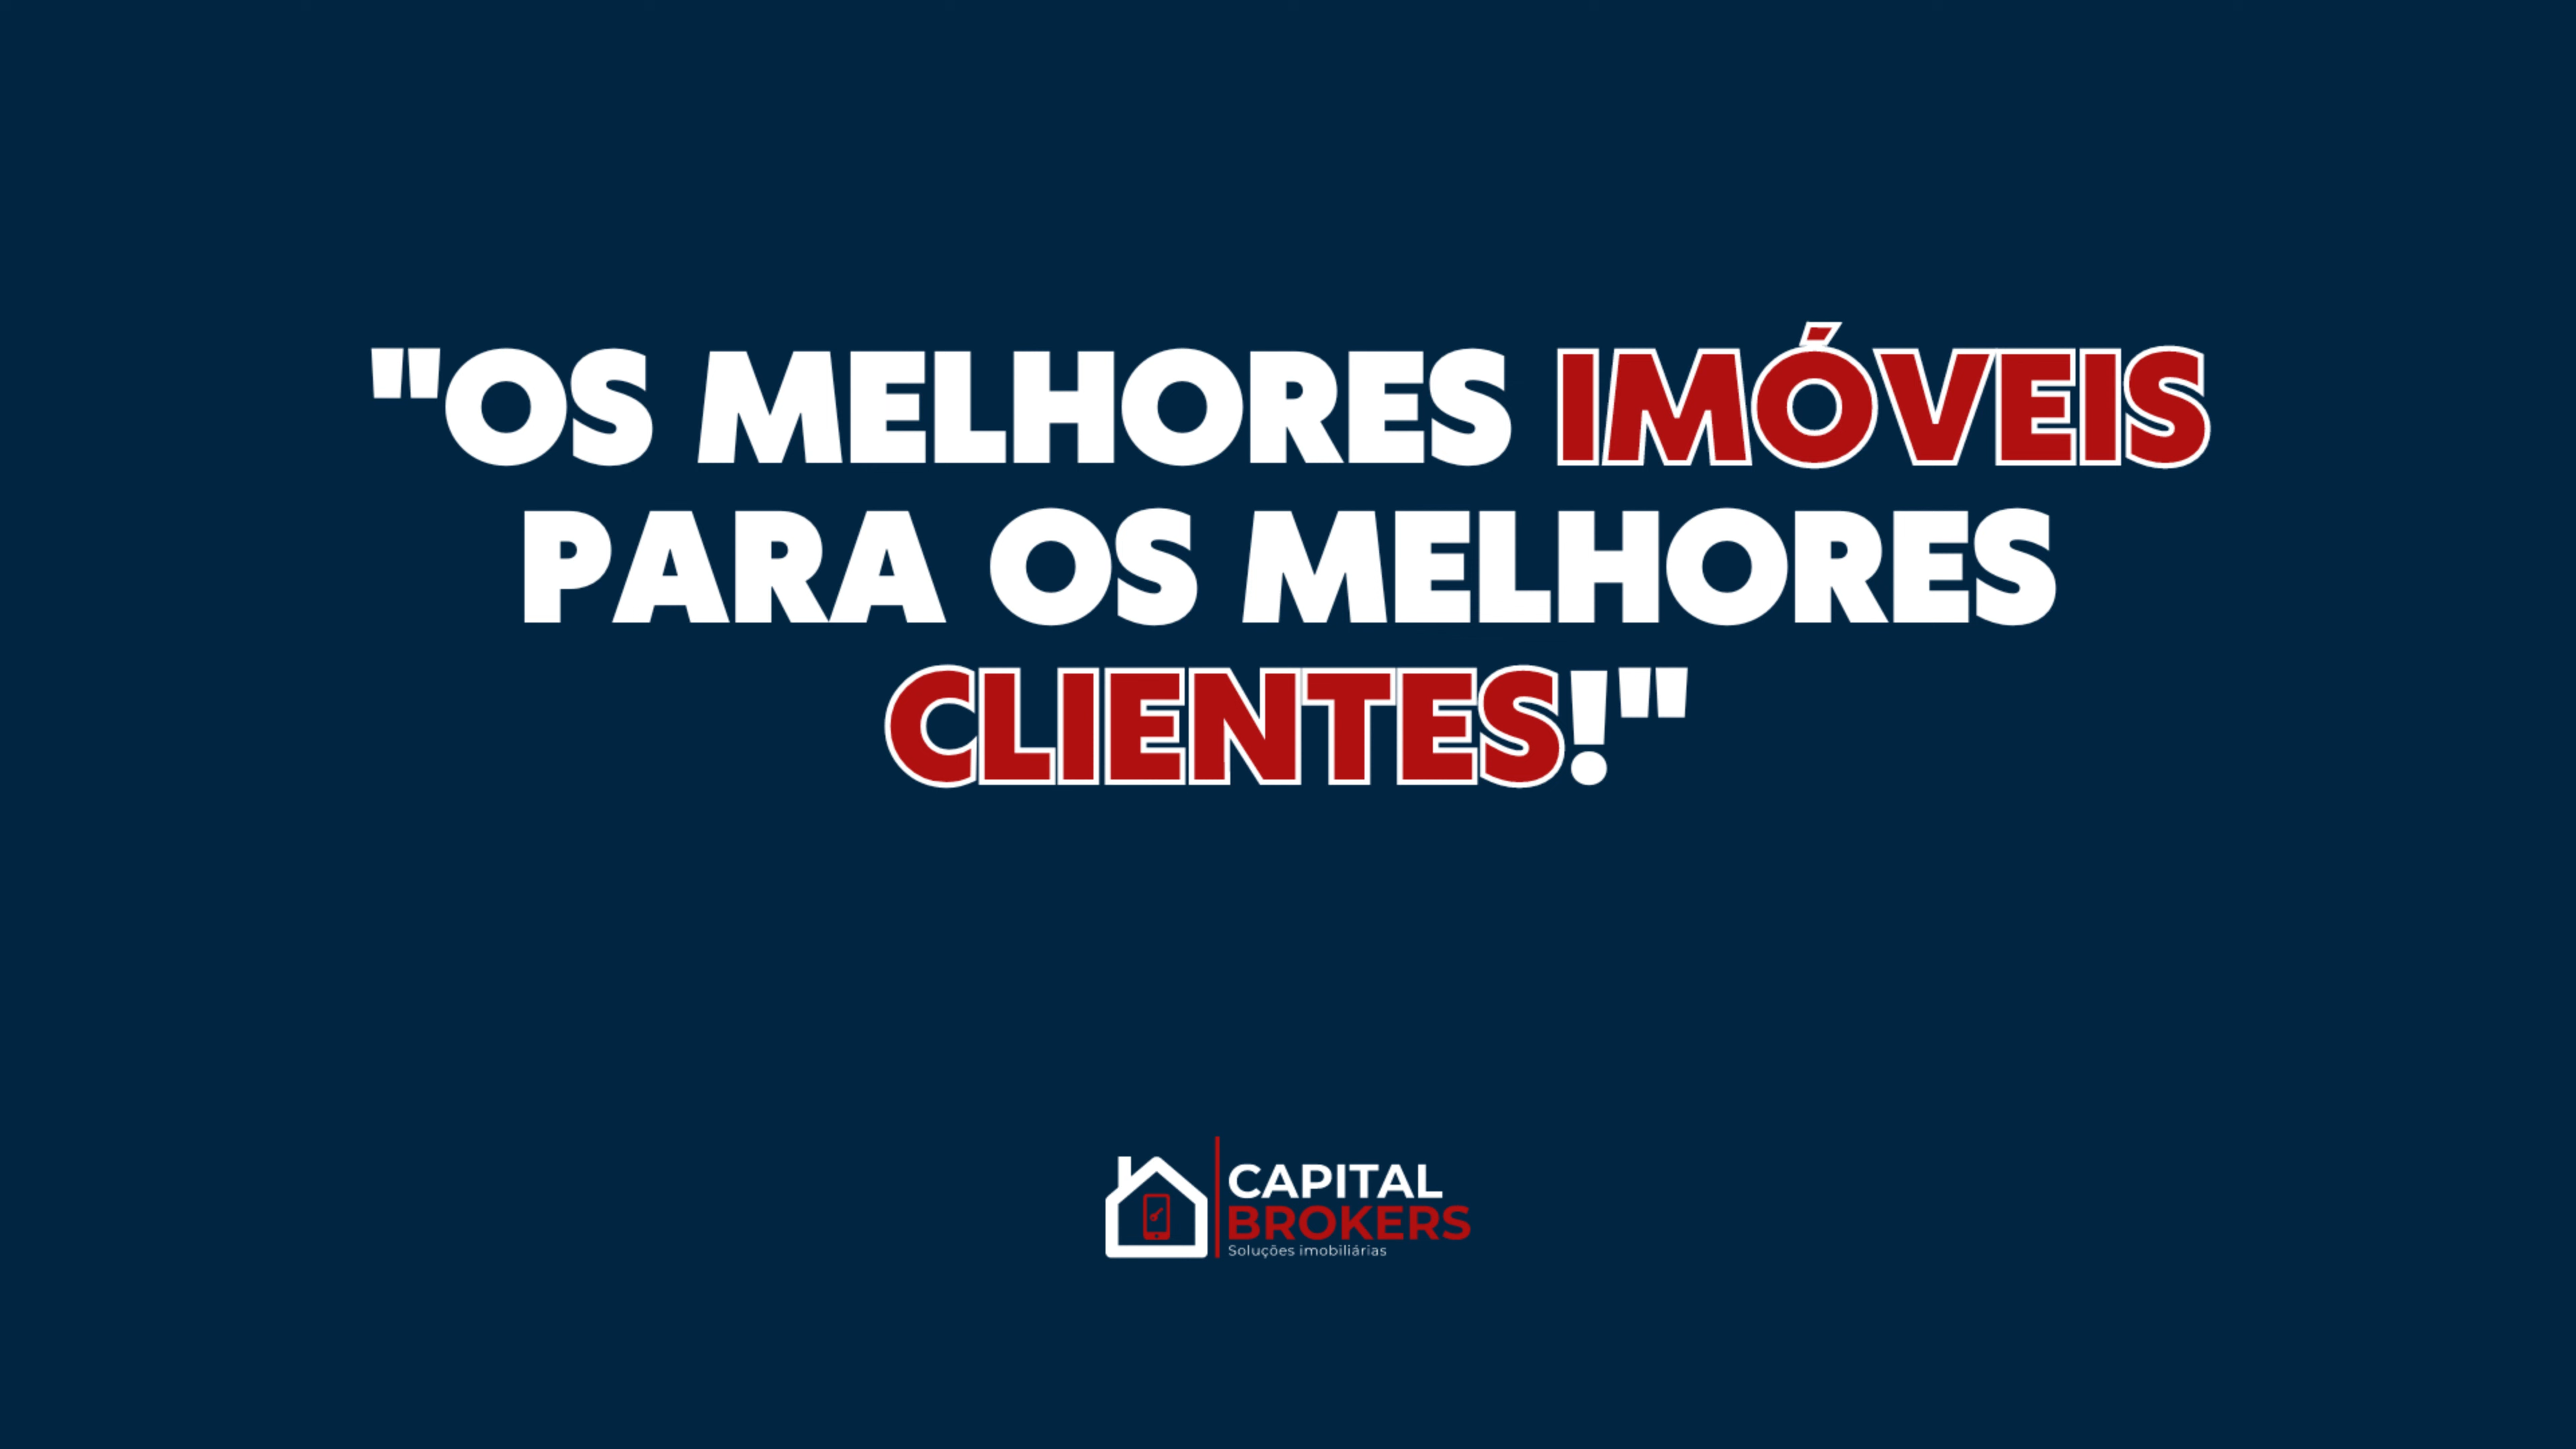 "OS MELHORES IMÓVEIS
PARA OS MELHORES
CLIENTES!"
CAPITAL
BROKERS
Soluções imobiliárias